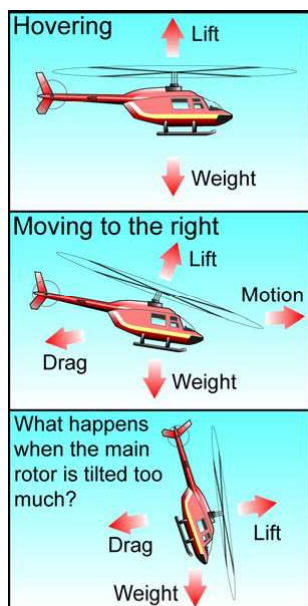 Hovering
Lift
Weight
Moving to the right
Lift
Motion
Drag
Weight
What happens
when the main
rotor is tilted too
much?
Lift
Drag
Weight